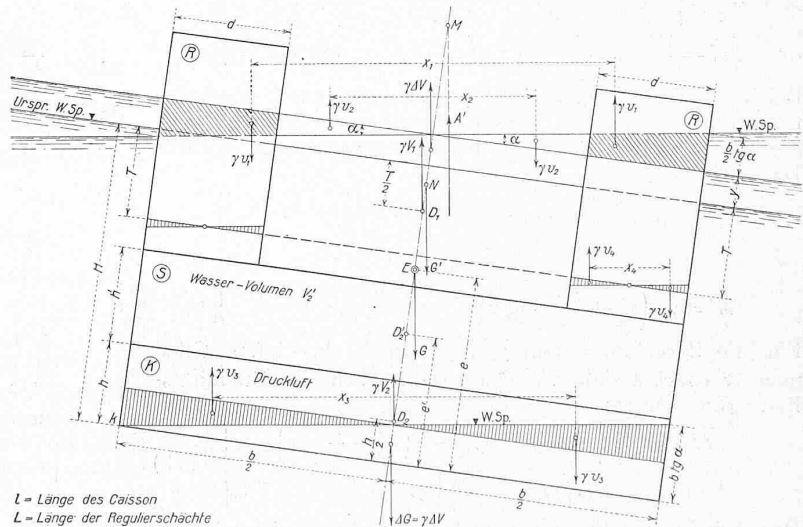 d
M
R
x₁
γΔV
d
x₂
γv₂
γv₁
R
Urspr. W.Sp.
α
A'
α
W.Sp.
γv₁
γV₁
γv₂
b/2 tg α
T
T/2
N
y
D₁
T
H
E
G'
γv₄
x₄
h'
S
Wasser-Volumen V₂'
γv₄
D₂'
G
e
K
γv₃
Druckluft
γV₂
e'
h
x₃
D₂
W.Sp.
k
h/2
b tg α
b/2
γv₃
b/2
l = Länge des Caisson
L = Länge der Regulierschächte
ΔG = γΔV